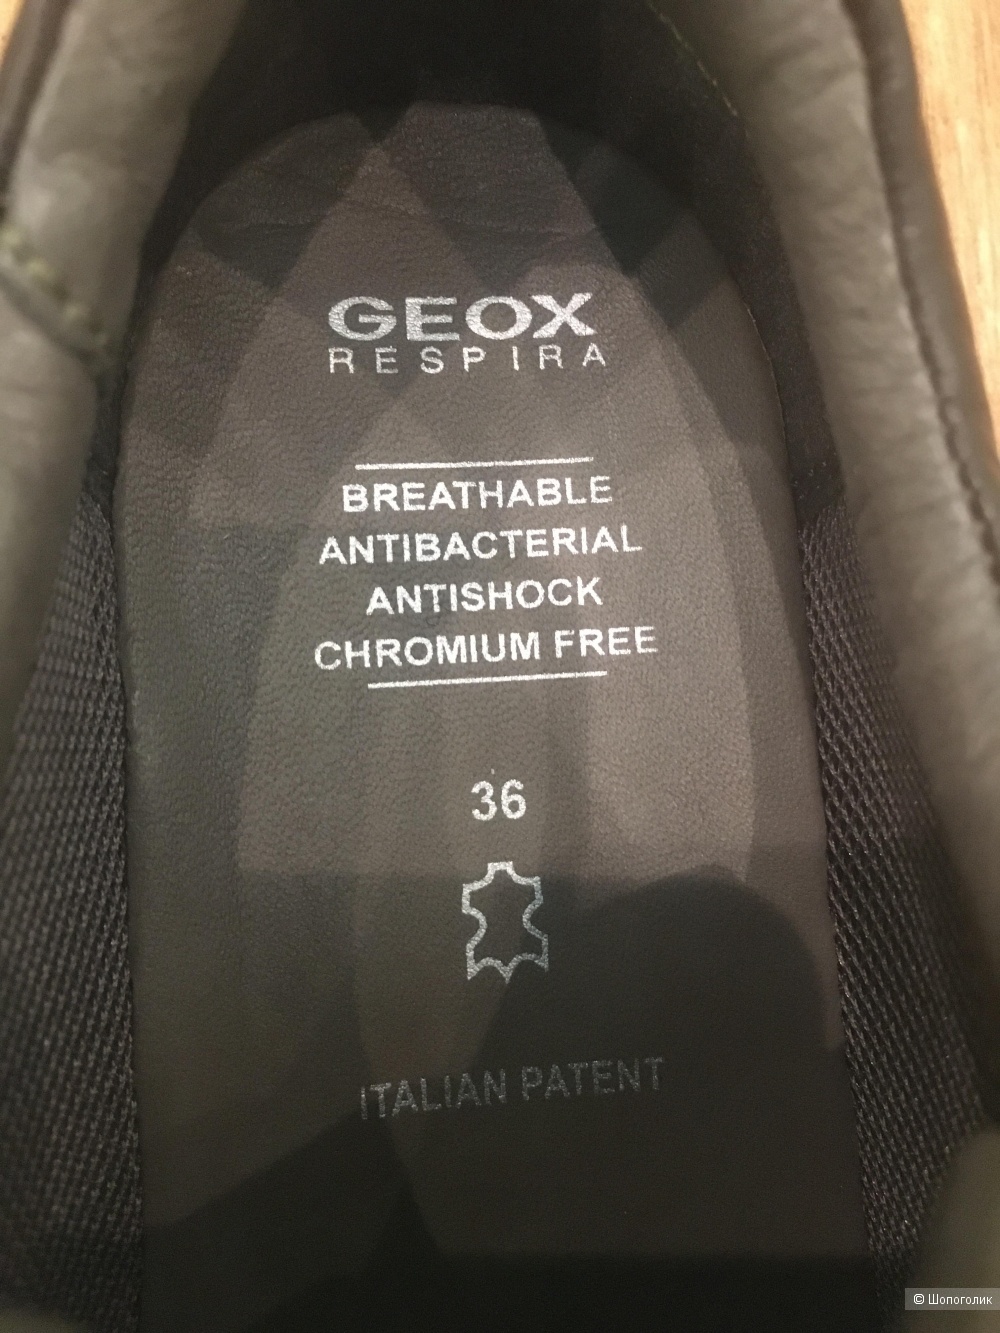 GEOX
RESPIRA
BREATHABLE
ANTIBACTERIAL
ANTISHOCK
CHROMIUM FREE
36
ITALIAN PATENT
© Шопоголик